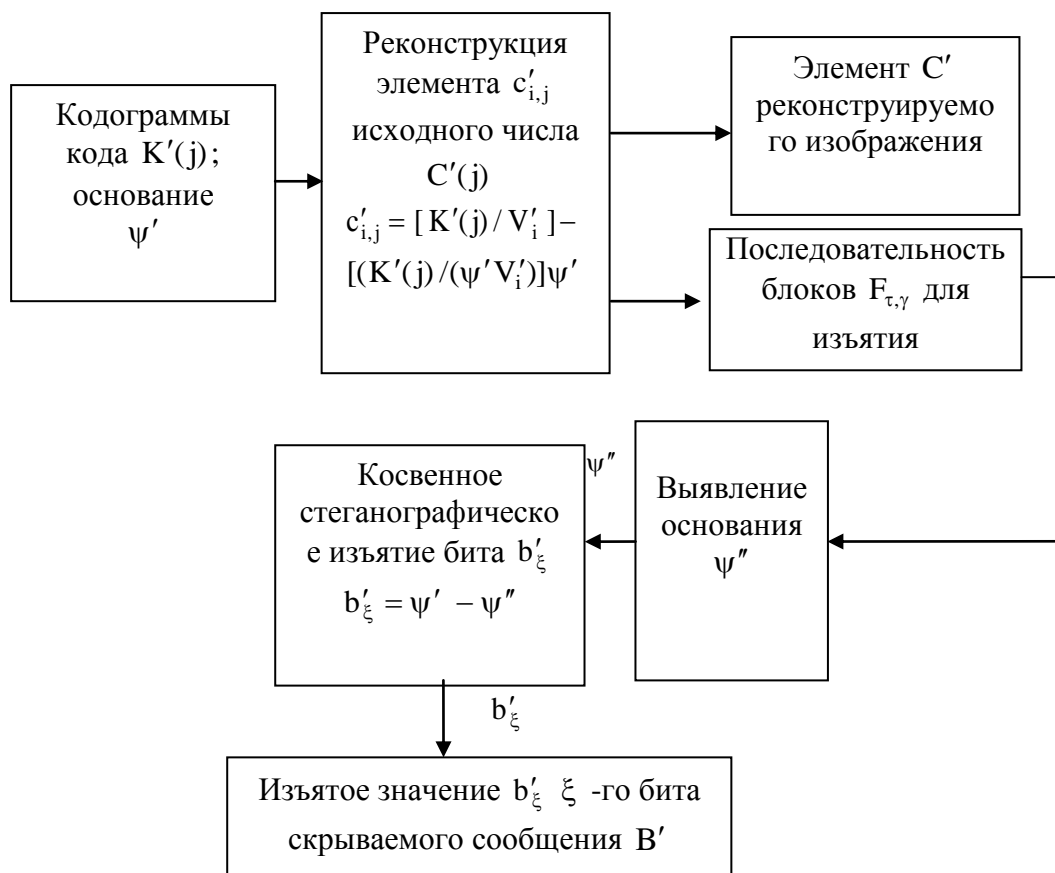 Кодограммы
кода K′(j);
основание
ψ′
Реконструкция
элемента c′i,j
исходного числа
C′(j)
c′i,j = [ K′(j) / V′i ] −
[(K′(j) /(ψ′V′i)]ψ′
Элемент C′
реконструируемо
го изображения
Последовательность
блоков Fτ,γ для
изъятия
Выявление
основания
ψ″
ψ″
Косвенное
стеганографическо
е изъятие бита b′ξ
b′ξ = ψ′ − ψ″
b′ξ
Изъятое значение b′ξ ξ -го бита
скрываемого сообщения B′